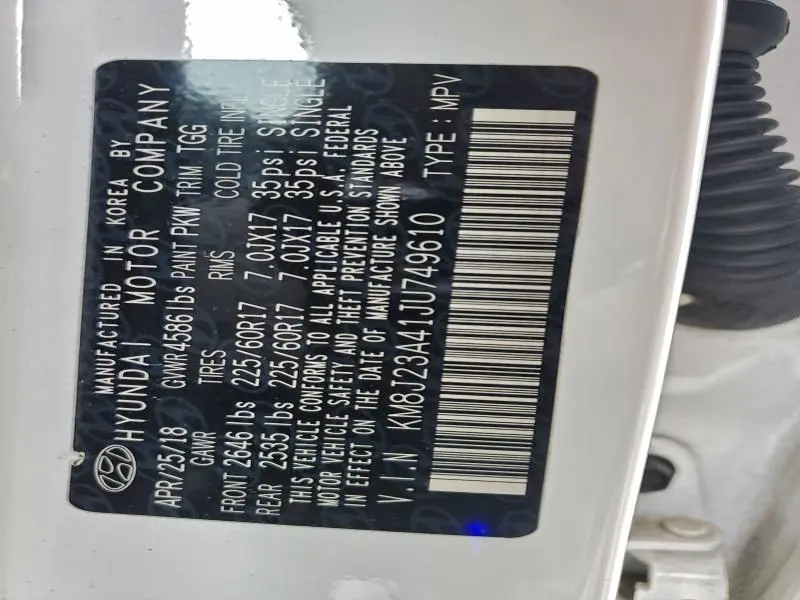 MANUFACTURED IN KOREA BY
HYUNDAI MOTOR COMPANY
APR/25/18 GVWR 4586 lbs PAINT PKW TRIM TGG
GAWR TIRES RIMS COLD TIRE INFL
FRONT 2646 lbs 225/60R17 7.0JX17 35psi SINGLE
REAR 2535 lbs 225/60R17 7.0JX17 35psi SINGLE
THIS VEHICLE CONFORMS TO ALL APPLICABLE U.S.A. FEDERAL
MOTOR VEHICLE SAFETY AND THEFT PREVENTION STANDARDS
IN EFFECT ON THE DATE OF MANUFACTURE SHOWN ABOVE
V.I.N KM8J23A41JU749610 TYPE : MPV